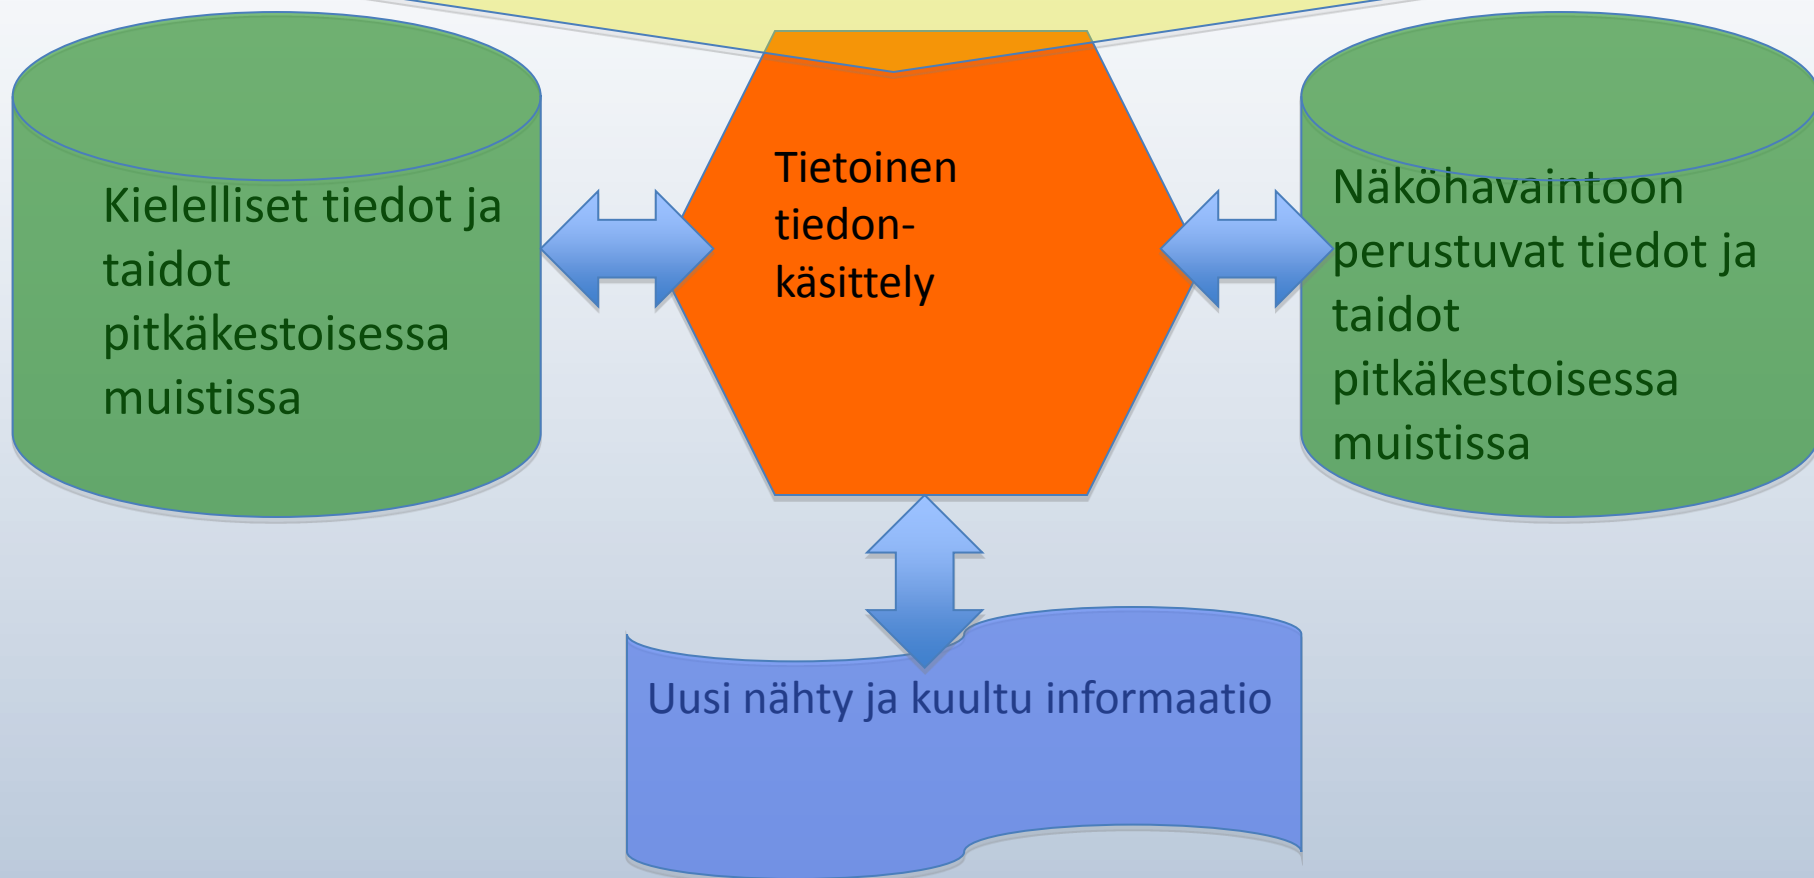 Kielelliset tiedot ja
taidot
pitkäkestoisessa
muistissa
Tietoinen
tiedon-
käsittely
Näköhavaintoon
perustuvat tiedot ja
taidot
pitkäkestoisessa
muistissa
Uusi nähty ja kuultu informaatio